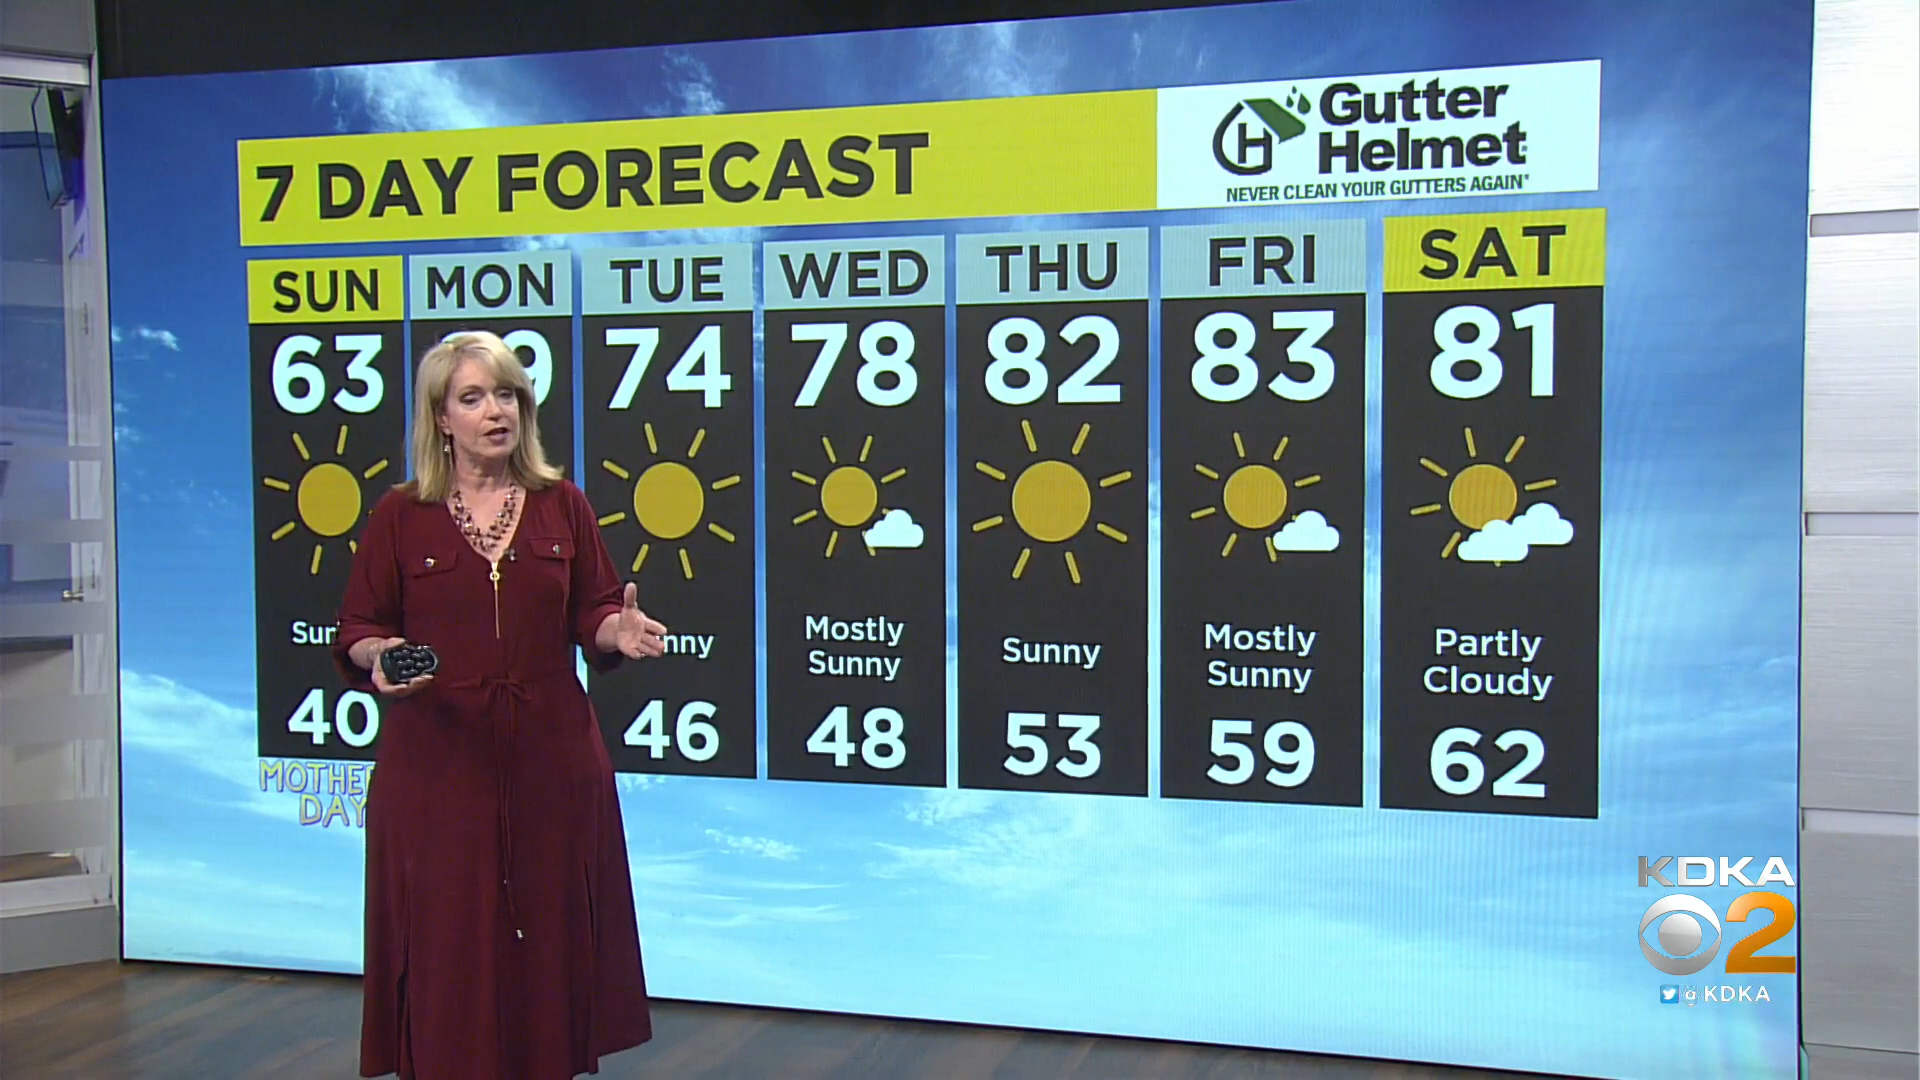 7 DAY FORECAST
Gutter
Helmet
NEVER CLEAN YOUR GUTTERS AGAIN*
SUN MON TUE WED THU FRI SAT
63 74 78 82 83 81
Mostly
Sunny
Sunny
Mostly
Sunny
Partly
Cloudy
40 46 48 53 59 62
DAY
KDKA
2
@KDKA